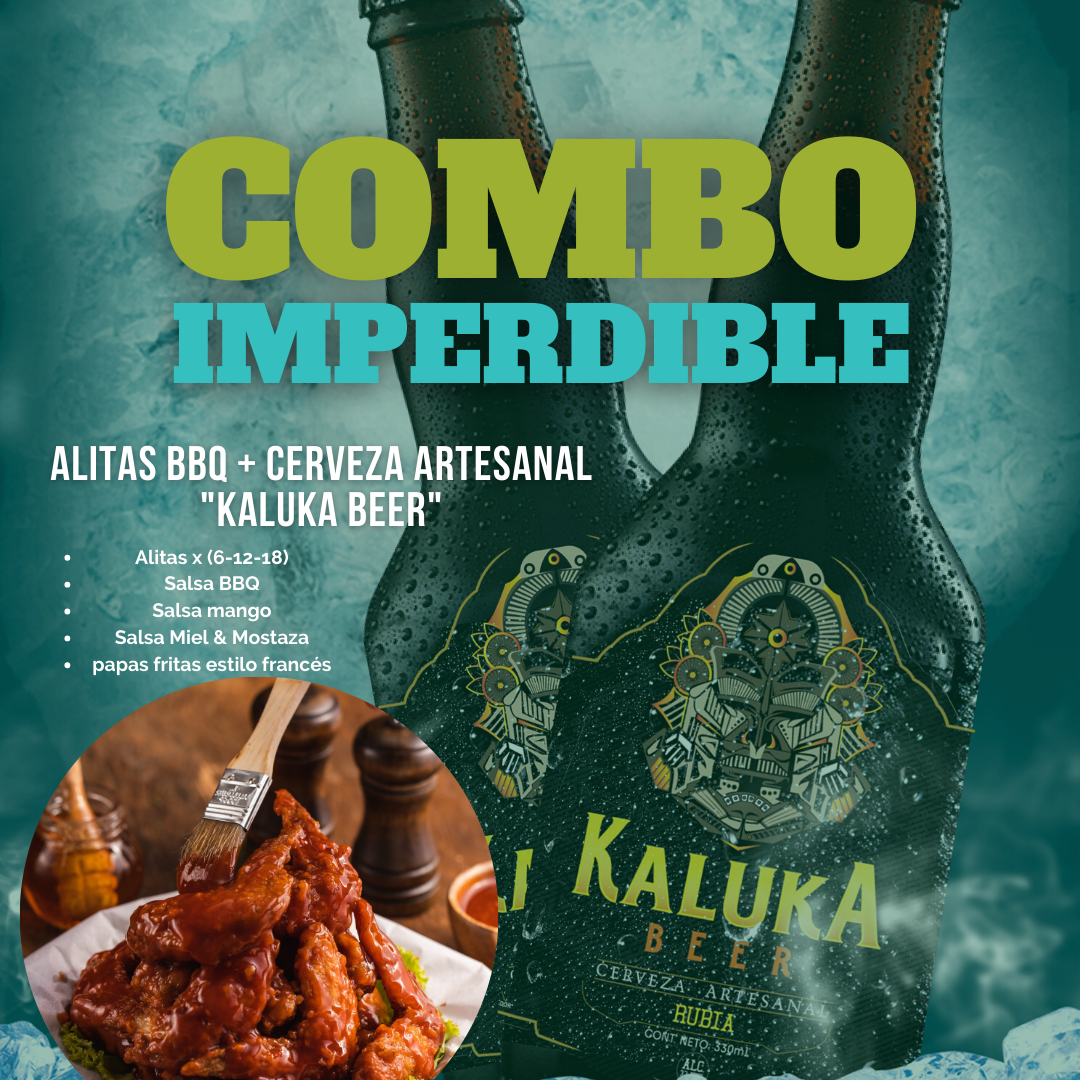 COMBO
IMPERDIBLE
ALITAS BBQ + CERVEZA ARTESANAL
"KALUKA BEER"
• Alitas x (6-12-18)
• Salsa BBQ
• Salsa mango
• Salsa Miel & Mostaza
• papas fritas estilo francés
KALUKA
BEER
CERVEZA ARTESANAL
RUBIA
CONT NETO: 330ml
ALC